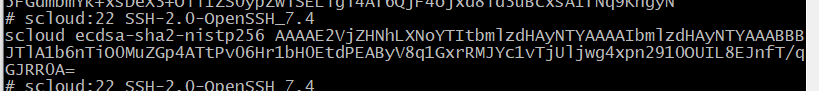 # scloud:22 SSH-2.0-OpenSSH_7.4
scloud ecdsa-sha2-nistp256 AAAAE2VjZHNhLXNoYTItbmlzdHAyNTYAAAAIbmlzdHAyNTYAAABBB
JTlA1b6nTiO0MuZGp4ATtPv06Hr1bHOEtdPEAByV8q1GxrRMJYc1vTjUljwg4xpn291OOUIL8EJnfT/q
GJRR0A=
# scloud:22 SSH-2.0-OpenSSH_7.4